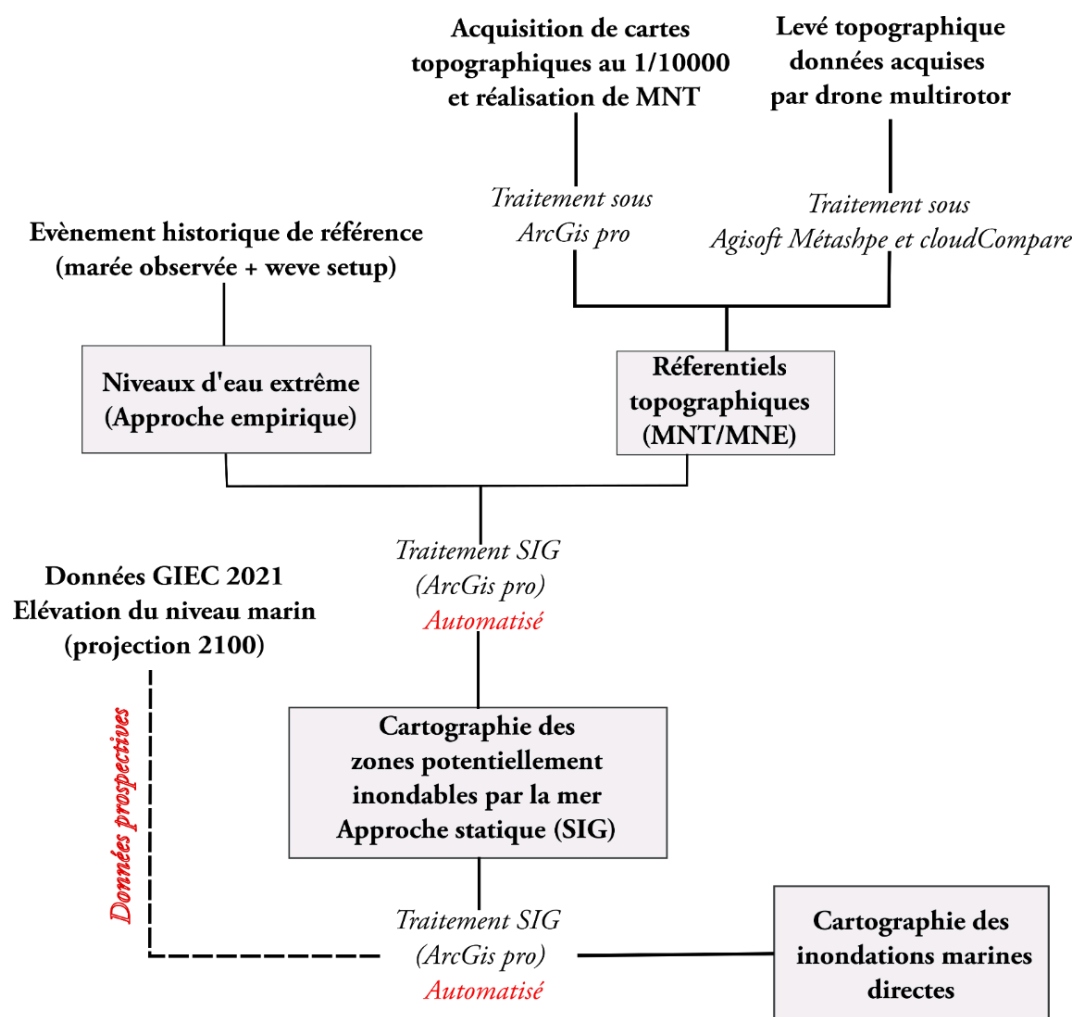 Acquisition de cartes
topographiques au 1/10000
et réalisation de MNT
Levé topographique
données acquises
par drone multirotor
Traitement sous
ArcGis pro
Traitement sous
Agisoft Métashpe et cloudCompare
Evènement historique de référence
(marée observée + weve setup)
Niveaux d'eau extrême
(Approche empirique)
Réferentiels
topographiques
(MNT/MNE)
Traitement SIG
(ArcGis pro)
Automatisé
Données GIEC 2021
Elévation du niveau marin
(projection 2100)
Données prospectives
Cartographie des
zones potentiellement
inondables par la mer
Approche statique (SIG)
Traitement SIG
(ArcGis pro)
Automatisé
Cartographie des
inondations marines
directes